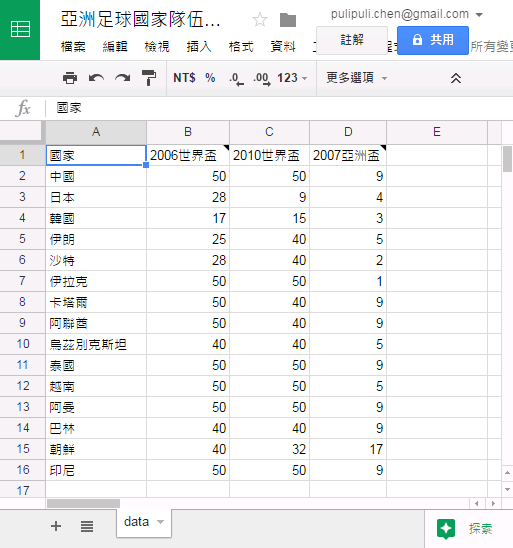 亞洲足球國家隊伍...
pulipuli.chen@gmail.com
檔案 編輯 檢視 插入 格式 資料
註解
共用
所有變更
NT$ % .0 .00 123 更多選項
fx 國家
A B C D E
1 國家 2006世界盃 2010世界盃 2007亞洲盃
2 中國 50 50 9
3 日本 28 9 4
4 韓國 17 15 3
5 伊朗 25 40 5
6 沙特 28 40 2
7 伊拉克 50 50 1
8 卡塔爾 50 40 9
9 阿聯酋 50 40 9
10 烏茲別克斯坦 40 40 5
11 泰國 50 50 9
12 越南 50 50 5
13 阿曼 50 50 9
14 巴林 40 40 9
15 朝鮮 40 32 17
16 印尼 50 50 9
17
data
探索